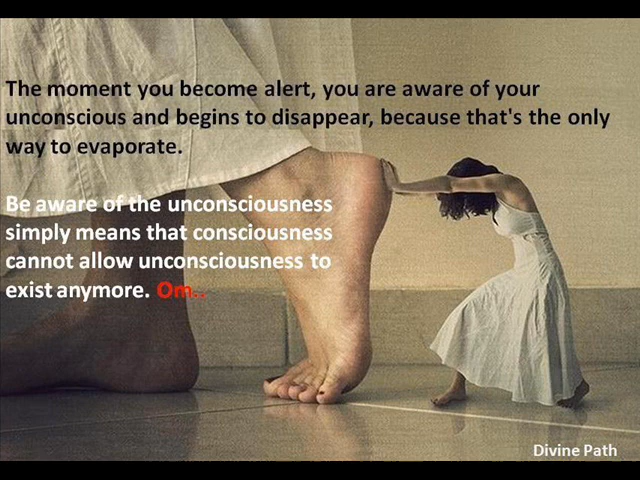 The moment you become alert, you are aware of your
unconscious and begins to disappear, because that's the only
way to evaporate.
Be aware of the unconsciousness
simply means that consciousness
cannot allow unconsciousness to
exist anymore. Om..
Divine Path